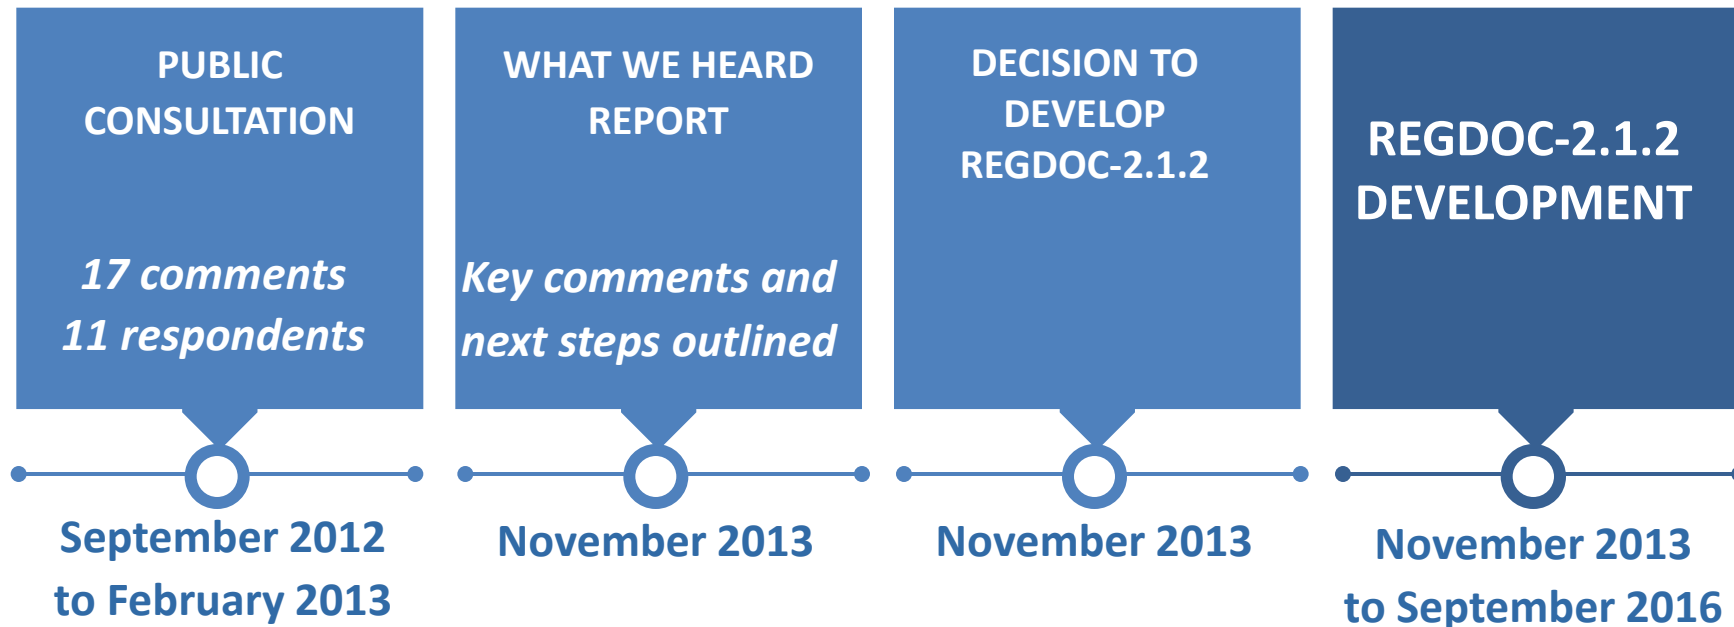 PUBLIC
CONSULTATION
17 comments
11 respondents
September 2012
to February 2013
WHAT WE HEARD
REPORT
Key comments and
next steps outlined
November 2013
DECISION TO
DEVELOP
REGDOC-2.1.2
November 2013
REGDOC-2.1.2
DEVELOPMENT
November 2013
to September 2016